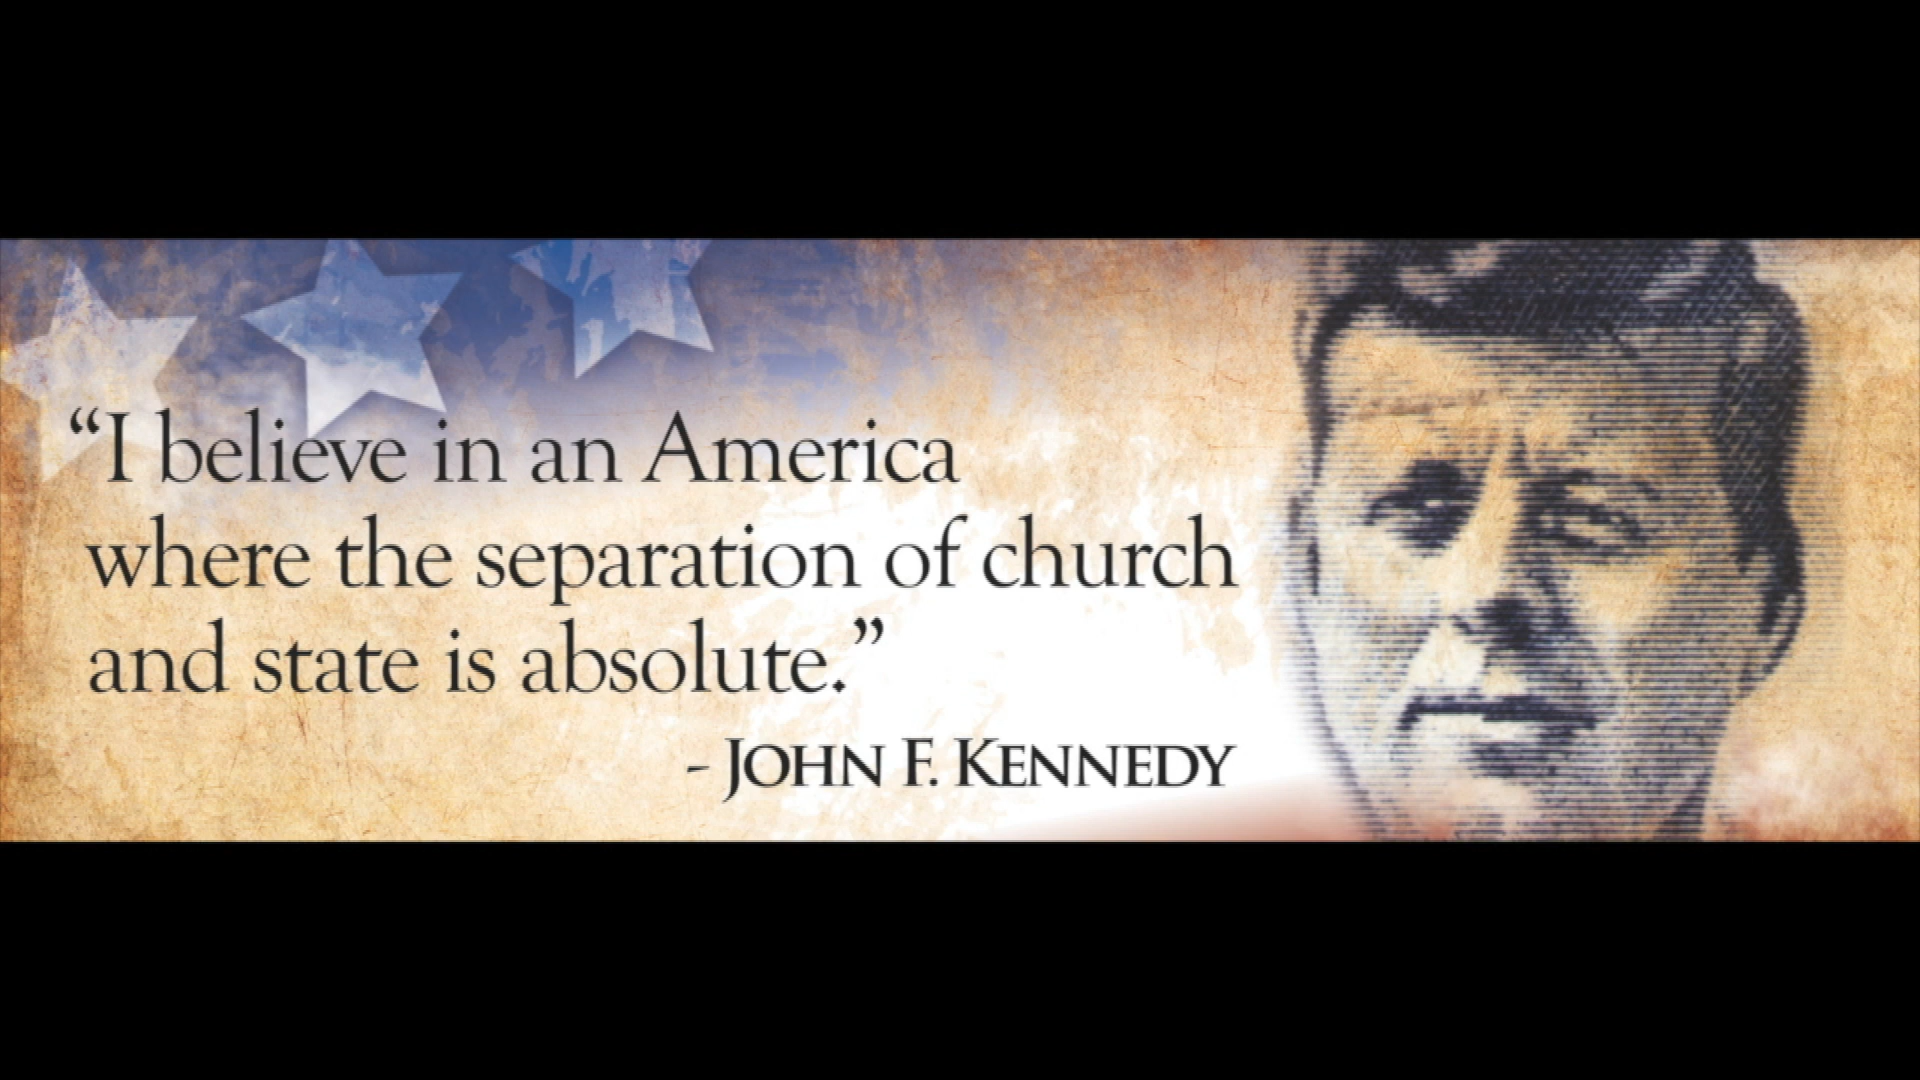 “I believe in an America
where the separation of church
and state is absolute.”
- JOHN F. KENNEDY